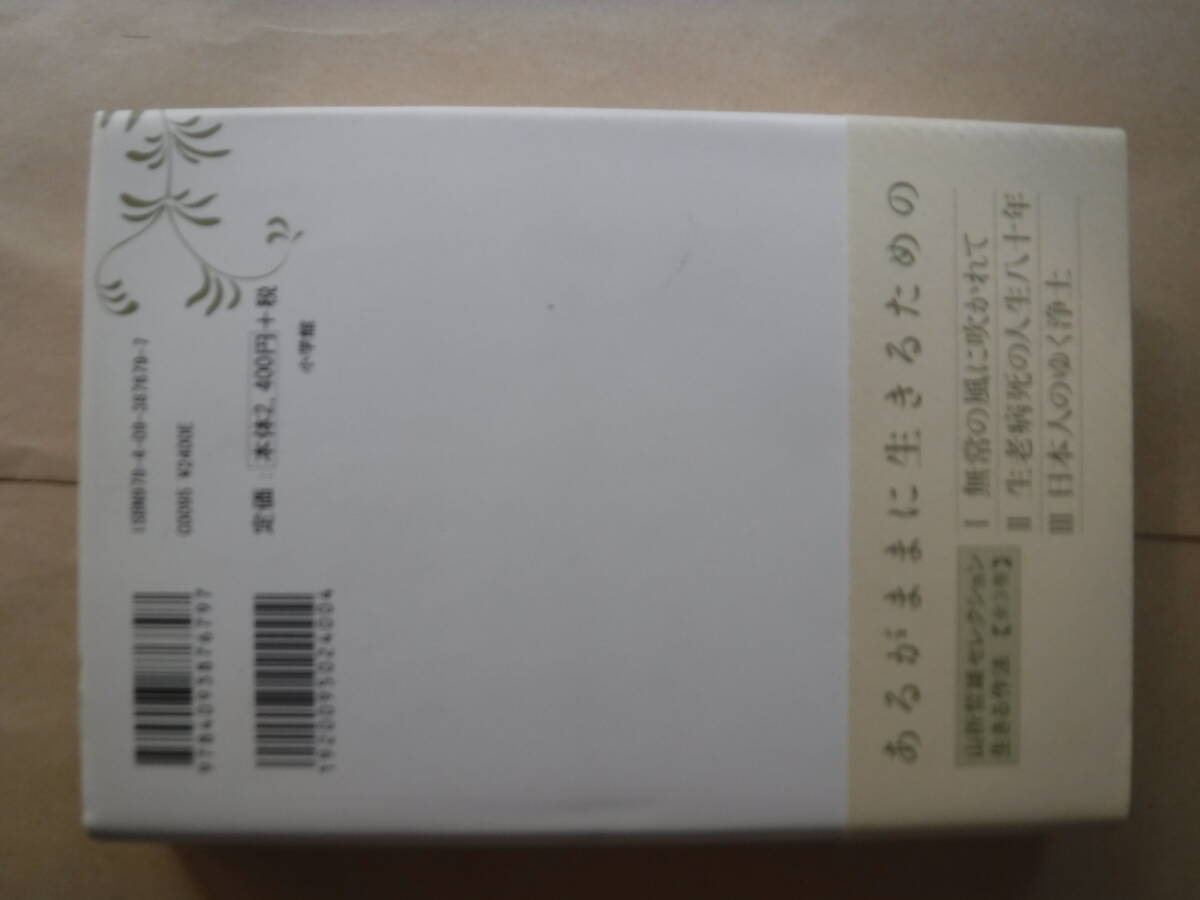 ISBN978-4-09-387679-7
C0095 ¥2400E
定価：本体2,400円＋税
小学館
9784093876797
1920095024004
あるがままに生きるための
山折哲雄セレクション
生きる作法【全3巻】
Ⅰ 無常の風に吹かれて
Ⅱ 生老病死の人生八十年
Ⅲ 日本人のゆく浄土